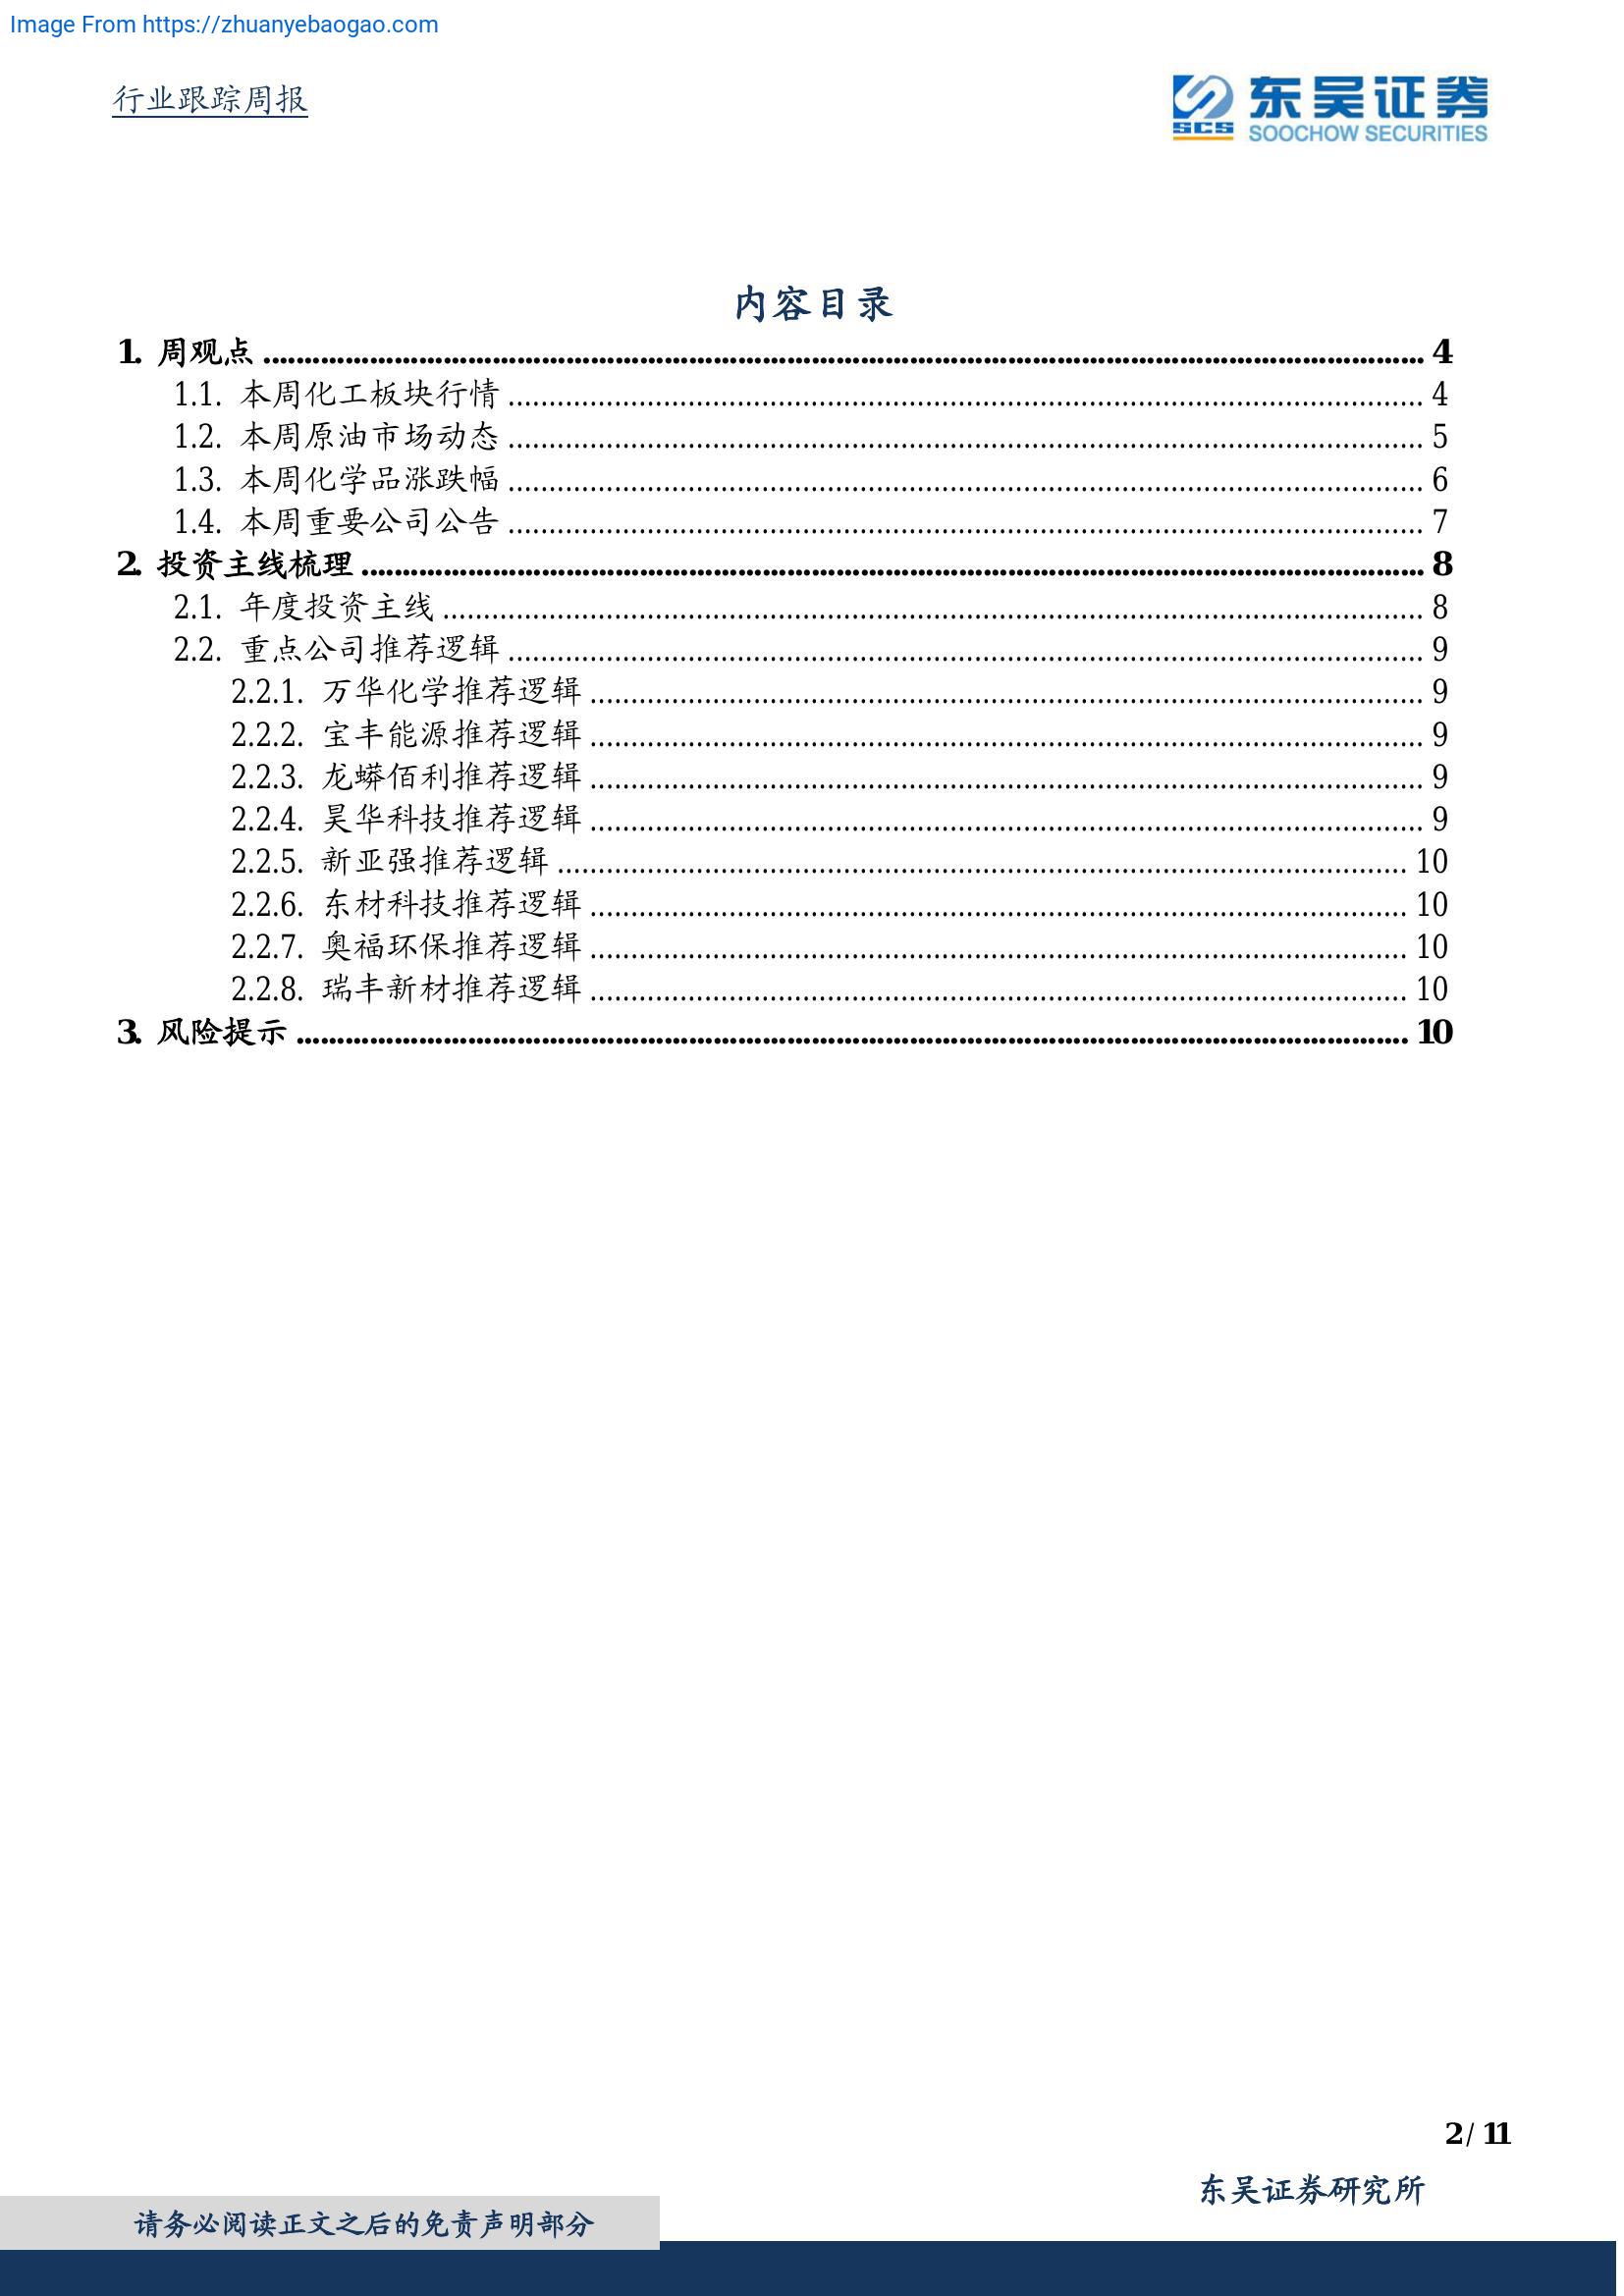 Image From https://zhuanyebaogao.com
行业跟踪周报
东吴证券
SCS
SOOCHOW SECURITIES
内容目录
1. 周观点 ........................................ 4
1.1. 本周化工板块行情 ........................................ 4
1.2. 本周原油市场动态 ........................................ 5
1.3. 本周化学品涨跌幅 ........................................ 6
1.4. 本周重要公司公告 ........................................ 7
2. 投资主线梳理 ........................................ 8
2.1. 年度投资主线 ........................................ 8
2.2. 重点公司推荐逻辑 ........................................ 9
2.2.1. 万华化学推荐逻辑 ........................................ 9
2.2.2. 宝丰能源推荐逻辑 ........................................ 9
2.2.3. 龙蟒佰利推荐逻辑 ........................................ 9
2.2.4. 昊华科技推荐逻辑 ........................................ 9
2.2.5. 新亚强推荐逻辑 ........................................ 10
2.2.6. 东材科技推荐逻辑 ........................................ 10
2.2.7. 奥福环保推荐逻辑 ........................................ 10
2.2.8. 瑞丰新材推荐逻辑 ........................................ 10
3. 风险提示 ........................................ 10
2 / 11
东吴证券研究所
请务必阅读正文之后的免责声明部分